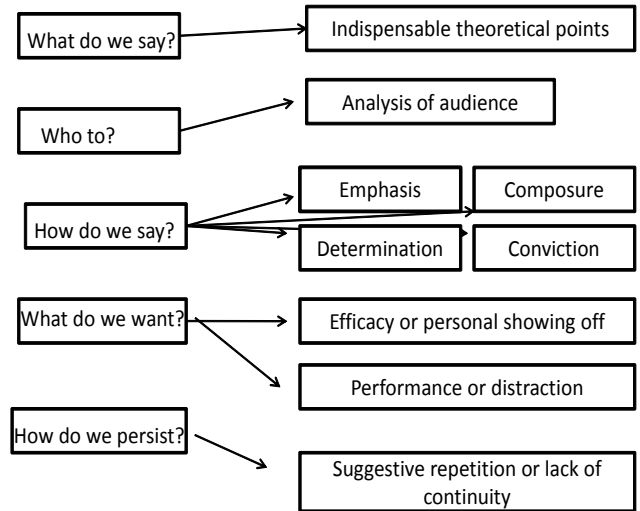 What do we say?
Indispensable theoretical points
Who to?
Analysis of audience
How do we say?
Emphasis
Composure
Determination
Conviction
What do we want?
Efficacy or personal showing off
Performance or distraction
How do we persist?
Suggestive repetition or lack of
continuity